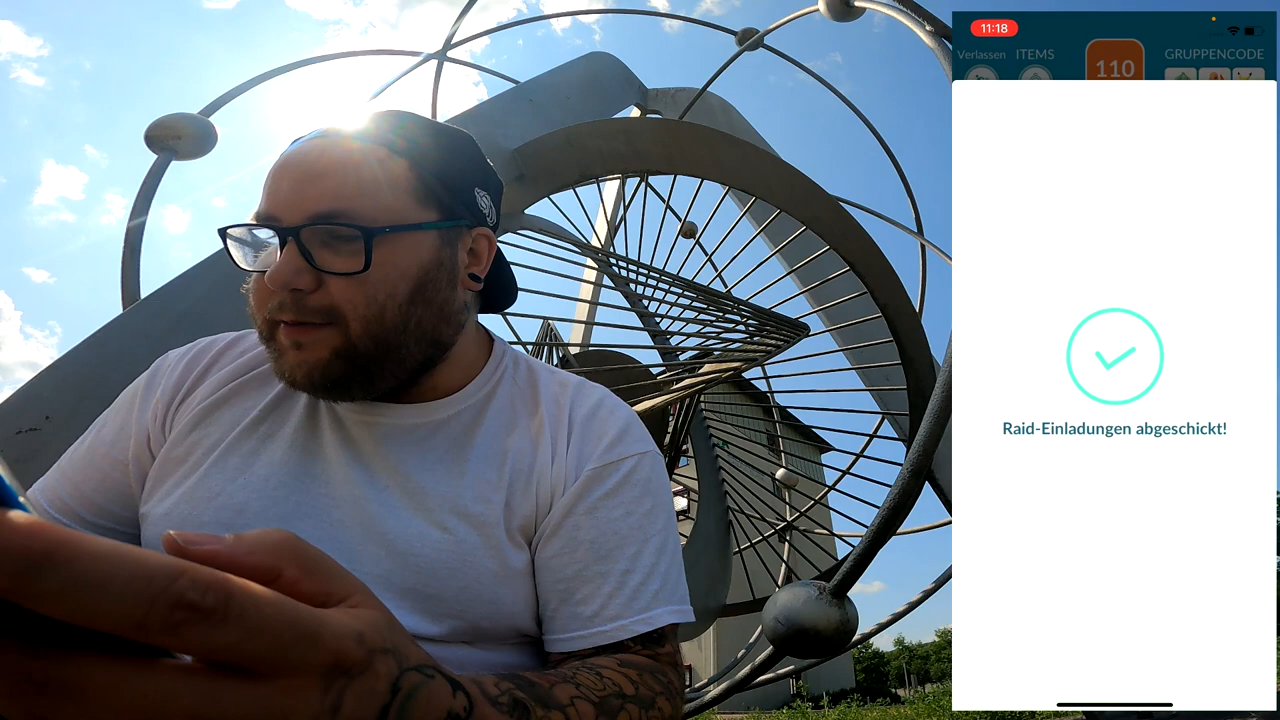 11:18
Verlassen ITEMS 110 GRUPPENCODE
Raid-Einladungen abgeschickt!